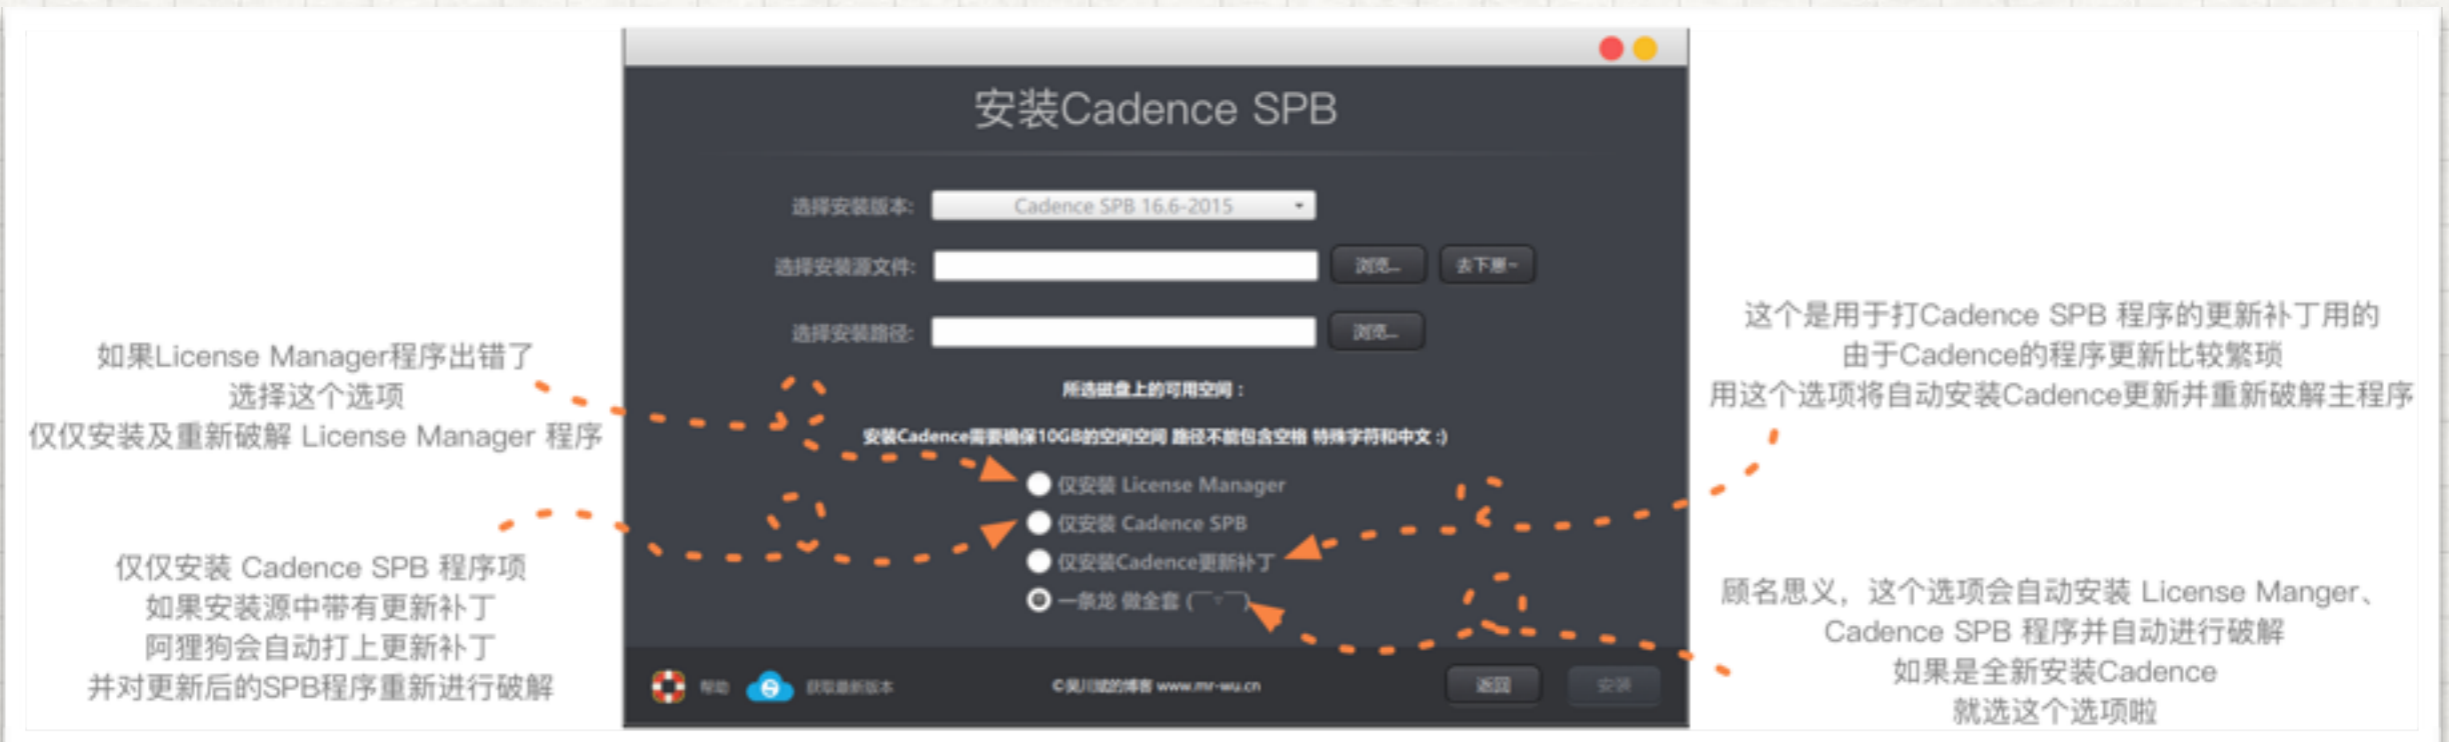 安装Cadence SPB
选择安装版本: Cadence SPB 16.6-2015
选择安装源文件: 浏览... 去下崽~
选择安装路径: 浏览...
所选磁盘上的可用空间：
安装Cadence需要确保10GB的空闲空间 路径不能包含空格 特殊字符和中文 :)
仅安装 License Manager
仅安装 Cadence SPB
仅安装Cadence更新补丁
一条龙 做全套 (￣▽￣)
帮助 获取最新版本 ©吴川斌的博客 www.mr-wu.cn 返回 安装
如果License Manager程序出错了
选择这个选项
仅仅安装及重新破解 License Manager 程序
仅仅安装 Cadence SPB 程序项
如果安装源中带有更新补丁
阿狸狗会自动打上更新补丁
并对更新后的SPB程序重新进行破解
这个是用于打Cadence SPB 程序的更新补丁用的
由于Cadence的程序更新比较繁琐
用这个选项将自动安装Cadence更新并重新破解主程序
顾名思义，这个选项会自动安装 License Manger、
Cadence SPB 程序并自动进行破解
如果是全新安装Cadence
就选这个选项啦